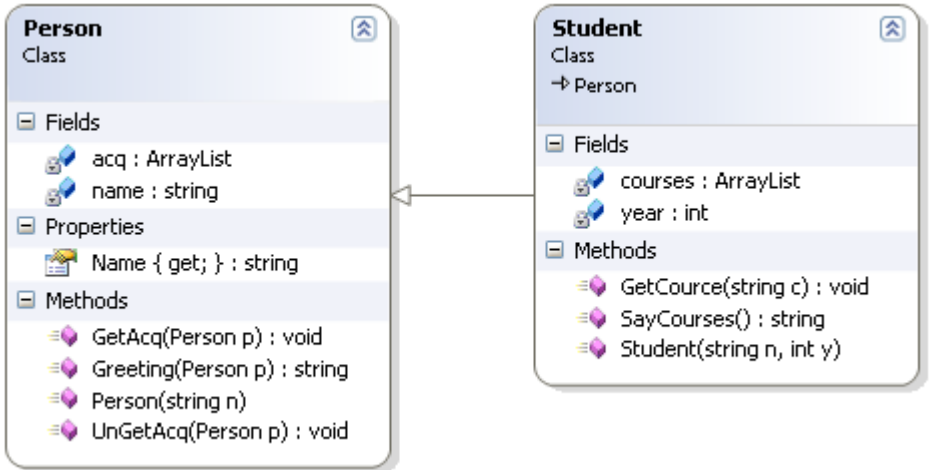 Person
Class
Fields
acq : ArrayList
name : string
Properties
Name { get; } : string
Methods
GetAcq(Person p) : void
Greeting(Person p) : string
Person(string n)
UnGetAcq(Person p) : void
Student
Class
Person
Fields
courses : ArrayList
year : int
Methods
GetCource(string c) : void
SayCourses() : string
Student(string n, int y)